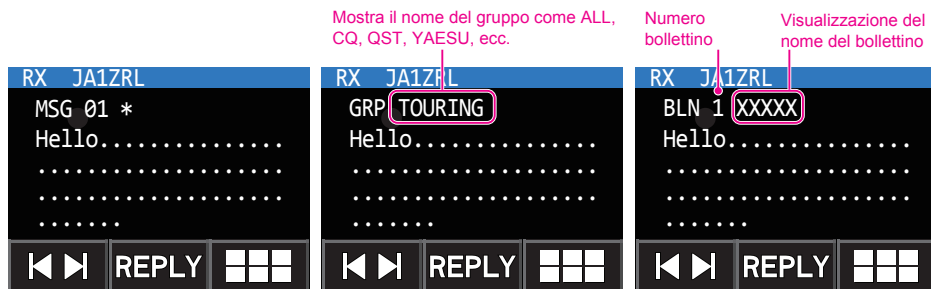 Mostra il nome del gruppo come ALL,
CQ, QST, YAESU, ecc.
Numero
bollettino
Visualizzazione del
nome del bollettino
RX JA1ZRL
MSG 01 *
Hello...............
....................
....................
.......
REPLY
RX JA1ZRL
GRP TOURING
Hello...............
....................
....................
.......
REPLY
RX JA1ZRL
BLN 1 XXXXX
Hello...............
....................
....................
.......
REPLY